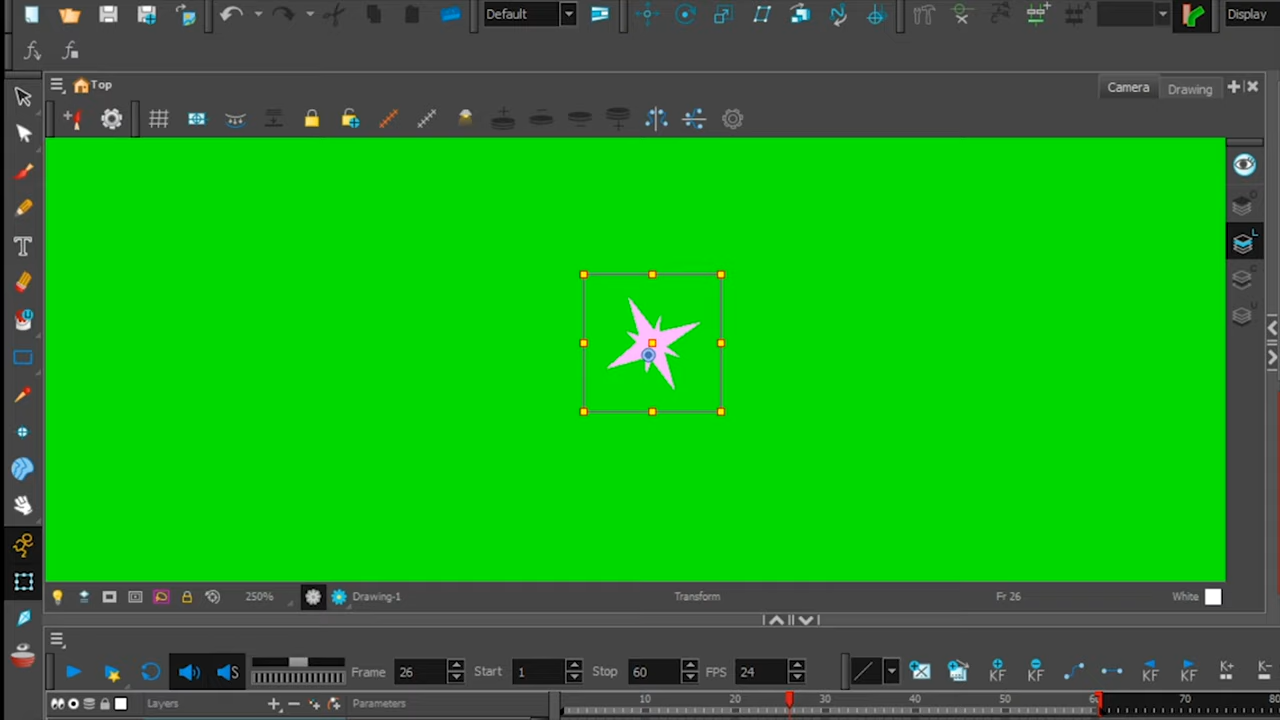 Default
Display
Top
Camera
Drawing
T
250%
Drawing-1
Transform
Fr 26
White
Frame 26 Start 1 Stop 60 FPS 24
KF KF KF KF K+ K-
Layers
Parameters
10 20 30 40 50 60 70 80